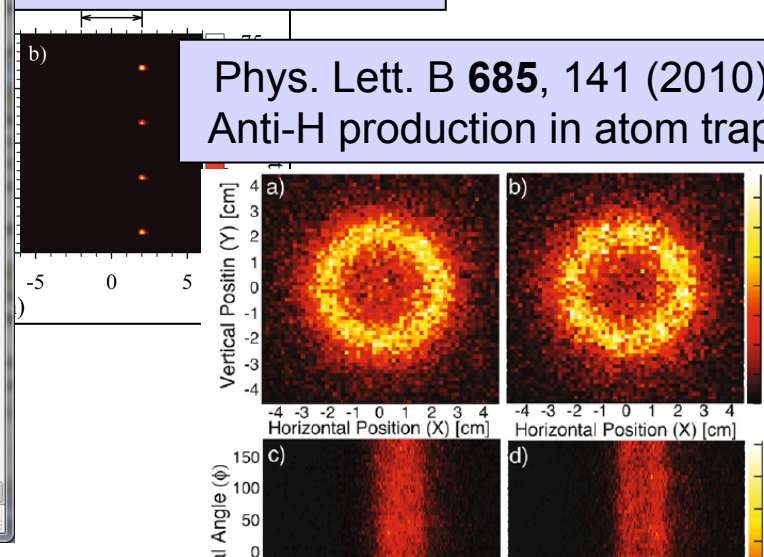 b)
-5 0 5
Phys. Lett. B 685, 141 (2010)
Anti-H production in atom trap
a)
b)
Vertical Positin (Y) [cm]
4
3
2
1
0
-1
-2
-3
-4
-4 -3 -2 -1 0 1 2 3 4
Horizontal Position (X) [cm]
-4 -3 -2 -1 0 1 2 3 4
Horizontal Position (X) [cm]
c)
d)
al Angle (ϕ)
150
100
50
0